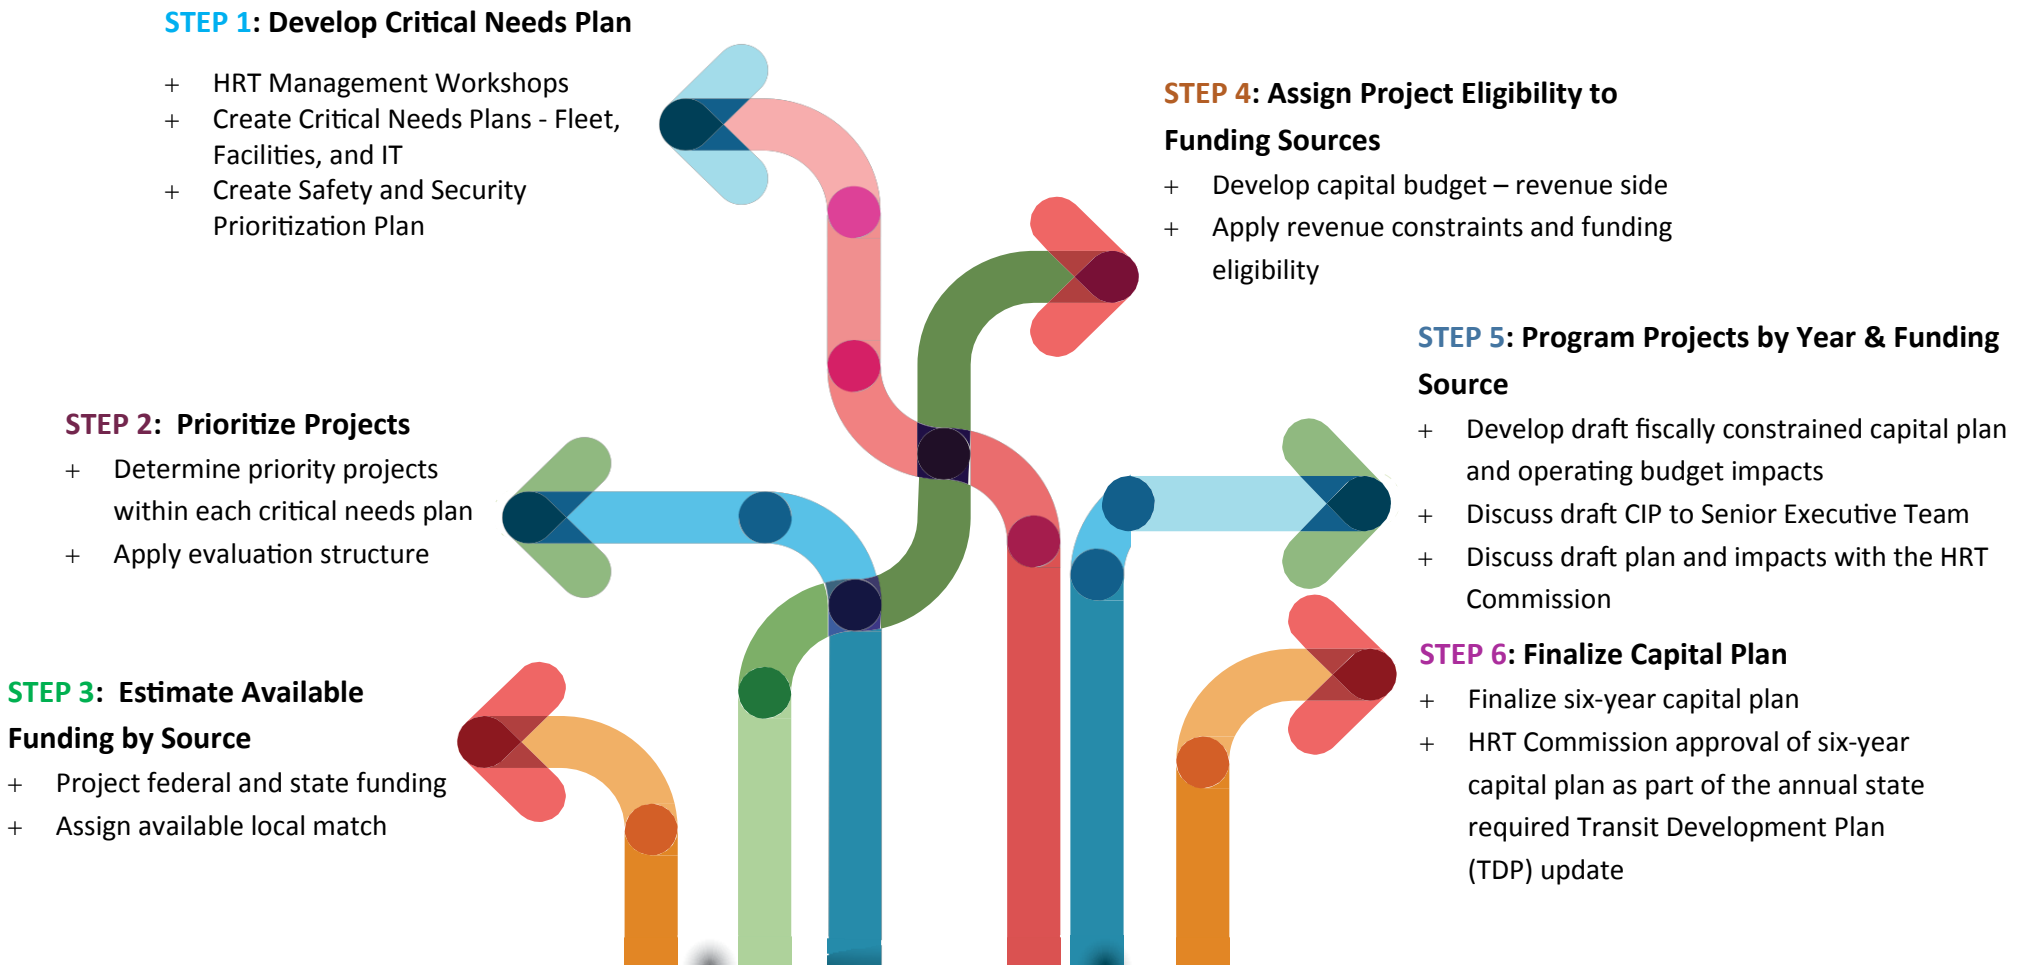 STEP 1: Develop Critical Needs Plan
+ HRT Management Workshops
+ Create Critical Needs Plans - Fleet,
Facilities, and IT
+ Create Safety and Security
Prioritization Plan
STEP 2: Prioritize Projects
+ Determine priority projects
within each critical needs plan
+ Apply evaluation structure
STEP 3: Estimate Available
Funding by Source
+ Project federal and state funding
+ Assign available local match
STEP 4: Assign Project Eligibility to
Funding Sources
+ Develop capital budget – revenue side
+ Apply revenue constraints and funding
eligibility
STEP 5: Program Projects by Year & Funding
Source
+ Develop draft fiscally constrained capital plan
and operating budget impacts
+ Discuss draft CIP to Senior Executive Team
+ Discuss draft plan and impacts with the HRT
Commission
STEP 6: Finalize Capital Plan
+ Finalize six-year capital plan
+ HRT Commission approval of six-year
capital plan as part of the annual state
required Transit Development Plan
(TDP) update